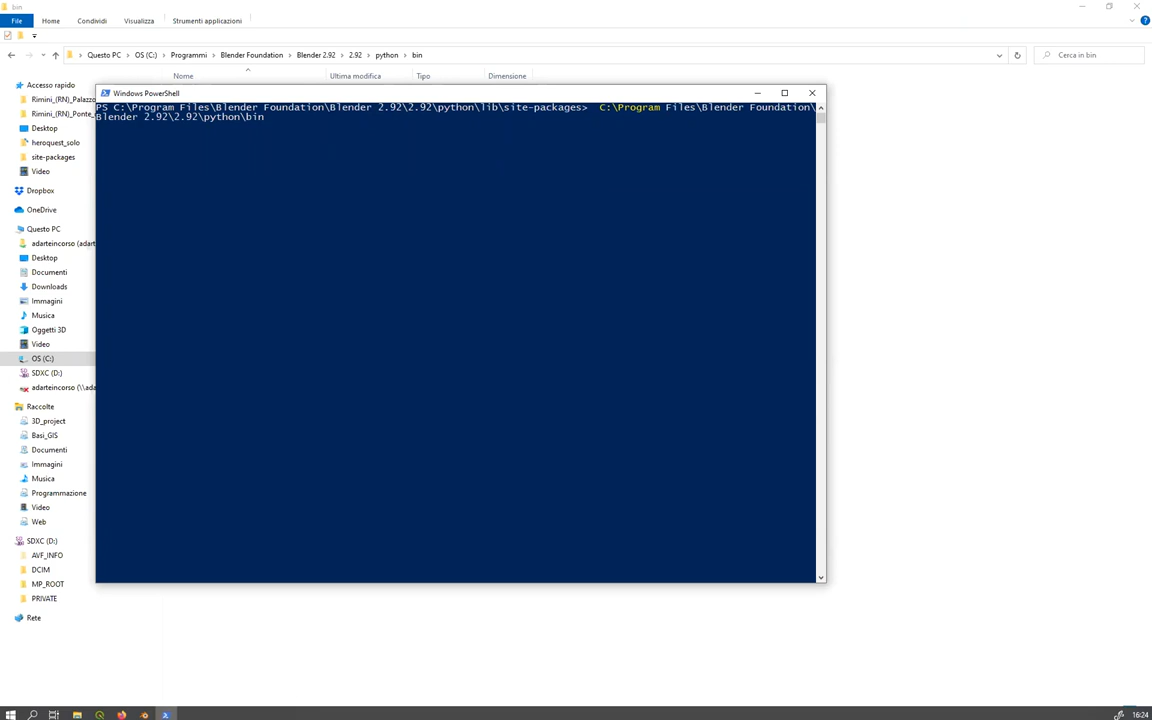 bin
File Home Condividi Visualizza Strumenti applicazioni
Questo PC › OS (C:) › Programmi › Blender Foundation › Blender 2.92 › 2.92 › python › bin
Cerca in bin
Nome Ultima modifica Tipo Dimensione
Accesso rapido
Rimini_(RN)_Palazzo
Rimini_(RN)_Ponte_
Desktop
heroquest_solo
site-packages
Video
Dropbox
OneDrive
Questo PC
adarteincorso (adart
Desktop
Documenti
Downloads
Immagini
Musica
Oggetti 3D
Video
OS (C:)
SDXC (D:)
adarteincorso (\\ada
Raccolte
3D_project
Basi_GIS
Documenti
Immagini
Musica
Programmazione
Video
Web
SDXC (D:)
AVF_INFO
DCIM
MP_ROOT
PRIVATE
Rete
Windows PowerShell
PS C:\Program Files\Blender Foundation\Blender 2.92\2.92\python\lib\site-packages> C:\Program Files\Blender Foundation\
Blender 2.92\2.92\python\bin
16:24